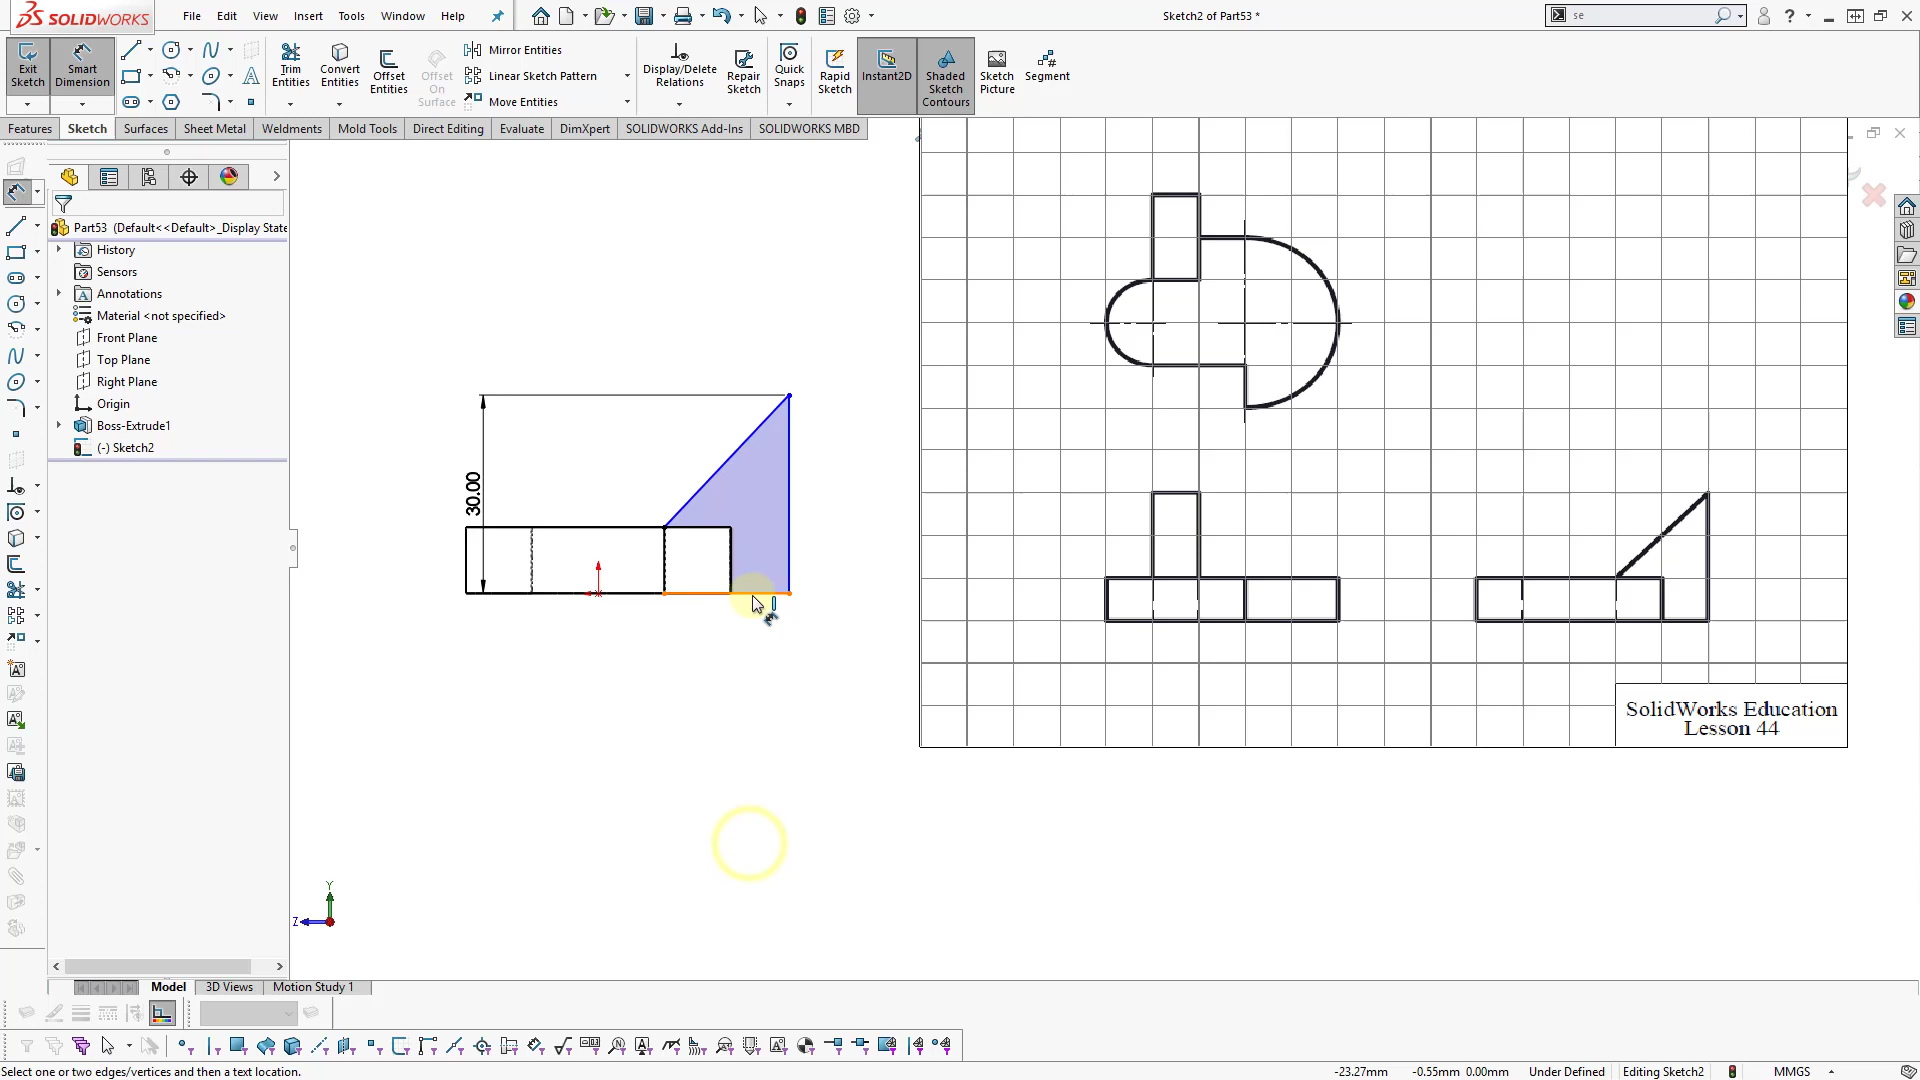 SOLIDWORKS
File Edit View Insert Tools Window Help
Sketch2 of Part53 *
se
Exit Sketch
Smart Dimension
Trim Entities
Convert Entities
Offset Entities
Offset On Surface
Mirror Entities
Linear Sketch Pattern
Move Entities
Display/Delete Relations
Repair Sketch
Quick Snaps
Rapid Sketch
Instant2D
Shaded Sketch Contours
Sketch Picture
Segment
Features Sketch Surfaces Sheet Metal Weldments Mold Tools Direct Editing Evaluate DimXpert SOLIDWORKS Add-Ins SOLIDWORKS MBD
Part53 (Default<<Default>_Display State
History
Sensors
Annotations
Material <not specified>
Front Plane
Top Plane
Right Plane
Origin
Boss-Extrude1
(-) Sketch2
30.00
SolidWorks Education
Lesson 44
Y
Z
Model 3D Views Motion Study 1
Select one or two edges/vertices and then a text location.
-23.27mm -0.55mm 0.00mm Under Defined Editing Sketch2 MMGS